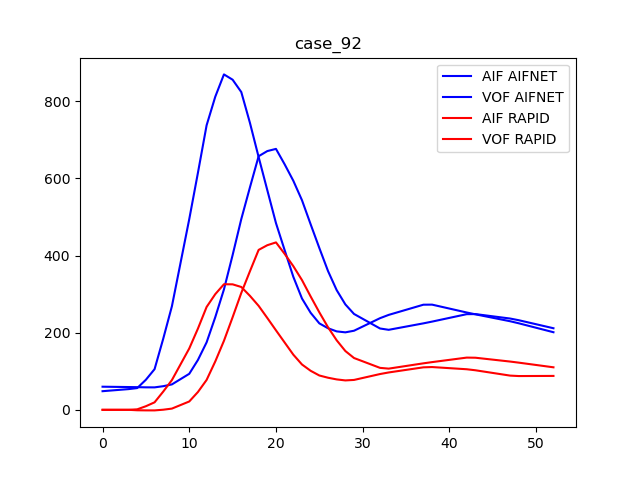 case_92
AIF AIFNET
VOF AIFNET
AIF RAPID
VOF RAPID
800
600
400
200
0
0 10 20 30 40 50